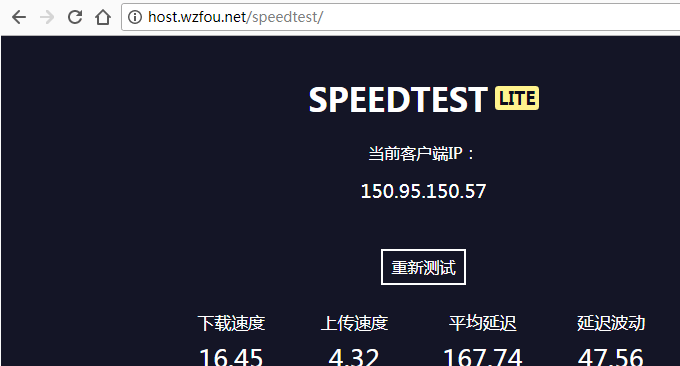 host.wzfou.net/speedtest/
SPEEDTEST LITE
当前客户端IP：
150.95.150.57
重新测试
下载速度 上传速度 平均延迟 延迟波动
16.45 4.32 167.74 47.56